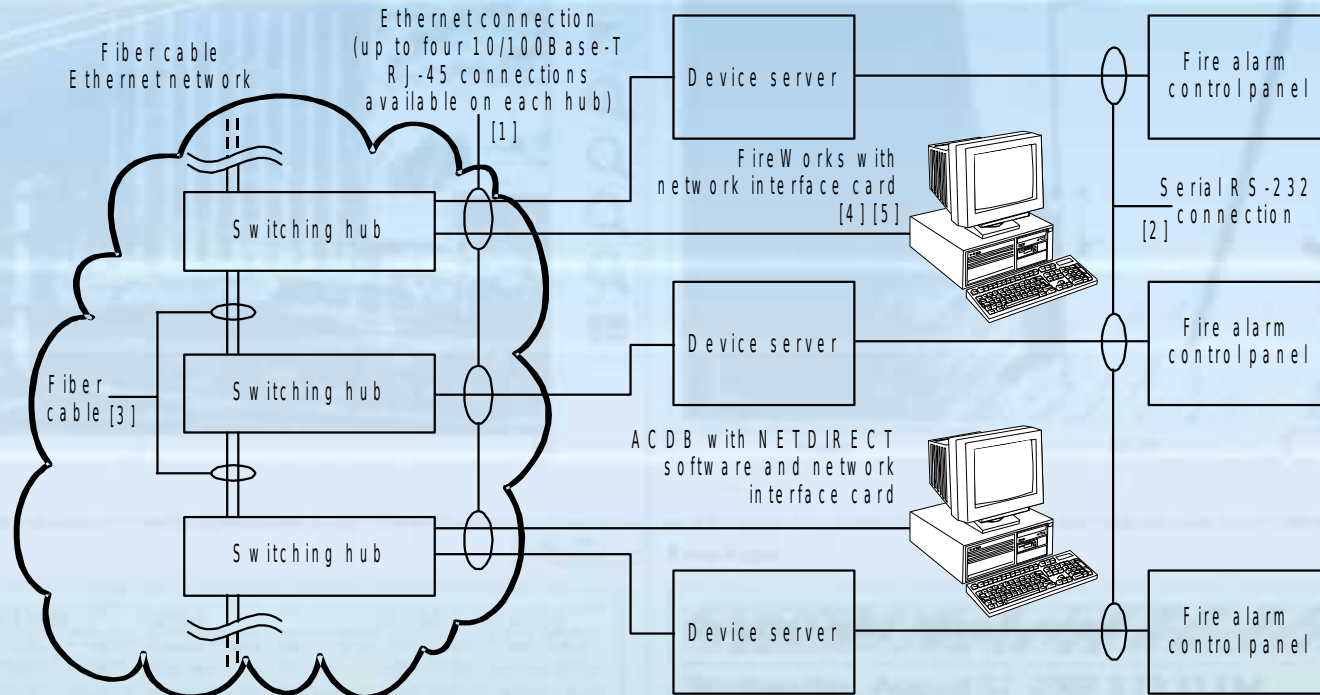 Fiber cable
Ethernet network
Ethernet connection
(up to four 10/100Base-T
RJ-45 connections
available on each hub)
[1]
Device server
Fire alarm
control panel
Switching hub
FireWorks with
network interface card
[4] [5]
Serial RS-232
connection
[2]
Fiber
cable [3]
Switching hub
Device server
Fire alarm
control panel
ACDB with NETDIRECT
software and network
interface card
Switching hub
Device server
Fire alarm
control panel